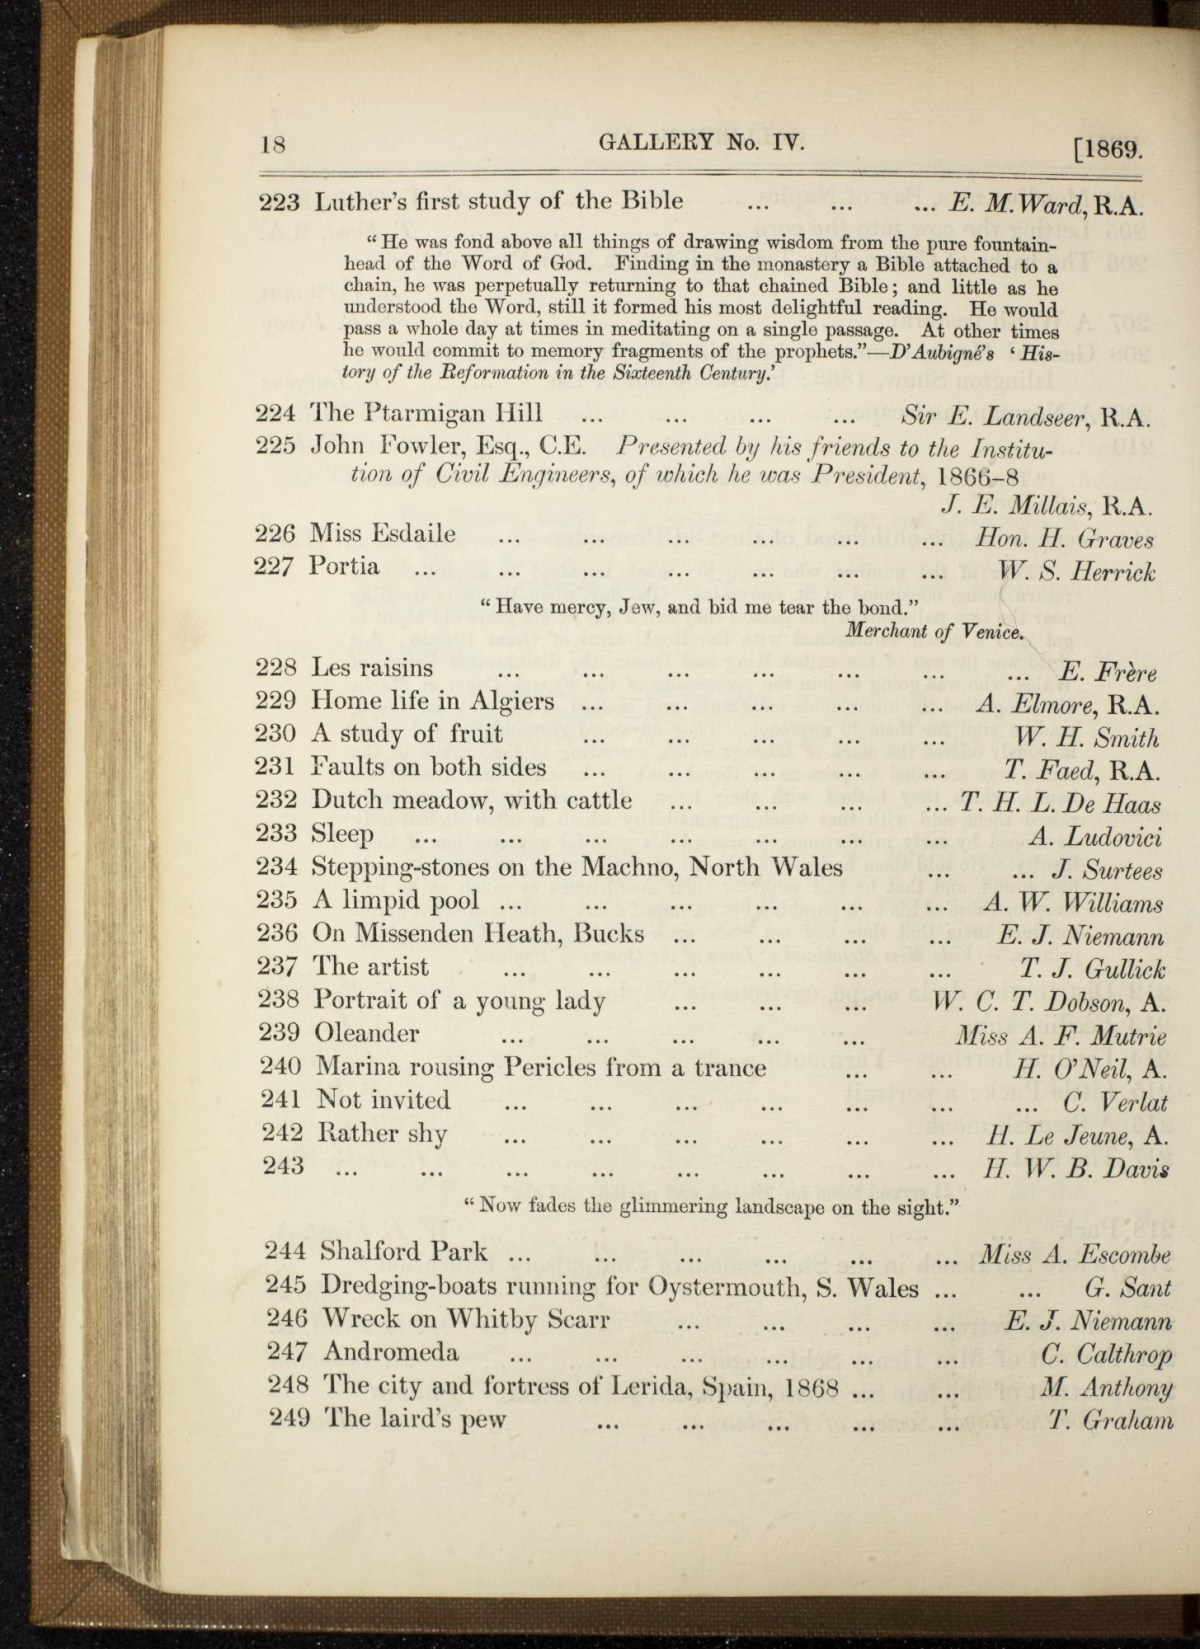 18 GALLERY No. IV. [1869.
223 Luther's first study of the Bible ... ... ... E. M. Ward, R.A.
"He was fond above all things of drawing wisdom from the pure fountain-
head of the Word of God. Finding in the monastery a Bible attached to a
chain, he was perpetually returning to that chained Bible; and little as he
understood the Word, still it formed his most delightful reading. He would
pass a whole day at times in meditating on a single passage. At other times
he would commit to memory fragments of the prophets."—D'Aubigné's 'His-
tory of the Reformation in the Sixteenth Century.'
224 The Ptarmigan Hill ... ... ... ... Sir E. Landseer, R.A.
225 John Fowler, Esq., C.E. Presented by his friends to the Institu-
tion of Civil Engineers, of which he was President, 1866–8
J. E. Millais, R.A.
226 Miss Esdaile ... ... ... ... ... ... Hon. H. Graves
227 Portia ... ... ... ... ... ... ... W. S. Herrick
"Have mercy, Jew, and bid me tear the bond."
Merchant of Venice.
228 Les raisins ... ... ... ... ... ... ... E. Frère
229 Home life in Algiers ... ... ... ... ... A. Elmore, R.A.
230 A study of fruit ... ... ... ... ... W. H. Smith
231 Faults on both sides ... ... ... ... ... T. Faed, R.A.
232 Dutch meadow, with cattle ... ... ... ... T. H. L. De Haas
233 Sleep ... ... ... ... ... ... ... A. Ludovici
234 Stepping-stones on the Machno, North Wales ... ... J. Surtees
235 A limpid pool ... ... ... ... ... ... A. W. Williams
236 On Missenden Heath, Bucks ... ... ... ... E. J. Niemann
237 The artist ... ... ... ... ... ... T. J. Gullick
238 Portrait of a young lady ... ... ... W. C. T. Dobson, A.
239 Oleander ... ... ... ... ... Miss A. F. Mutrie
240 Marina rousing Pericles from a trance ... ... H. O'Neil, A.
241 Not invited ... ... ... ... ... ... ... C. Verlat
242 Rather shy ... ... ... ... ... ... H. Le Jeune, A.
243 ... ... ... ... ... ... ... ... H. W. B. Davis
"Now fades the glimmering landscape on the sight."
244 Shalford Park ... ... ... ... ... ... Miss A. Escombe
245 Dredging-boats running for Oystermouth, S. Wales ... ... G. Sant
246 Wreck on Whitby Scarr ... ... ... ... E. J. Niemann
247 Andromeda ... ... ... ... ... ... C. Calthrop
248 The city and fortress of Lerida, Spain, 1868 ... ... M. Anthony
249 The laird's pew ... ... ... ... ... T. Graham